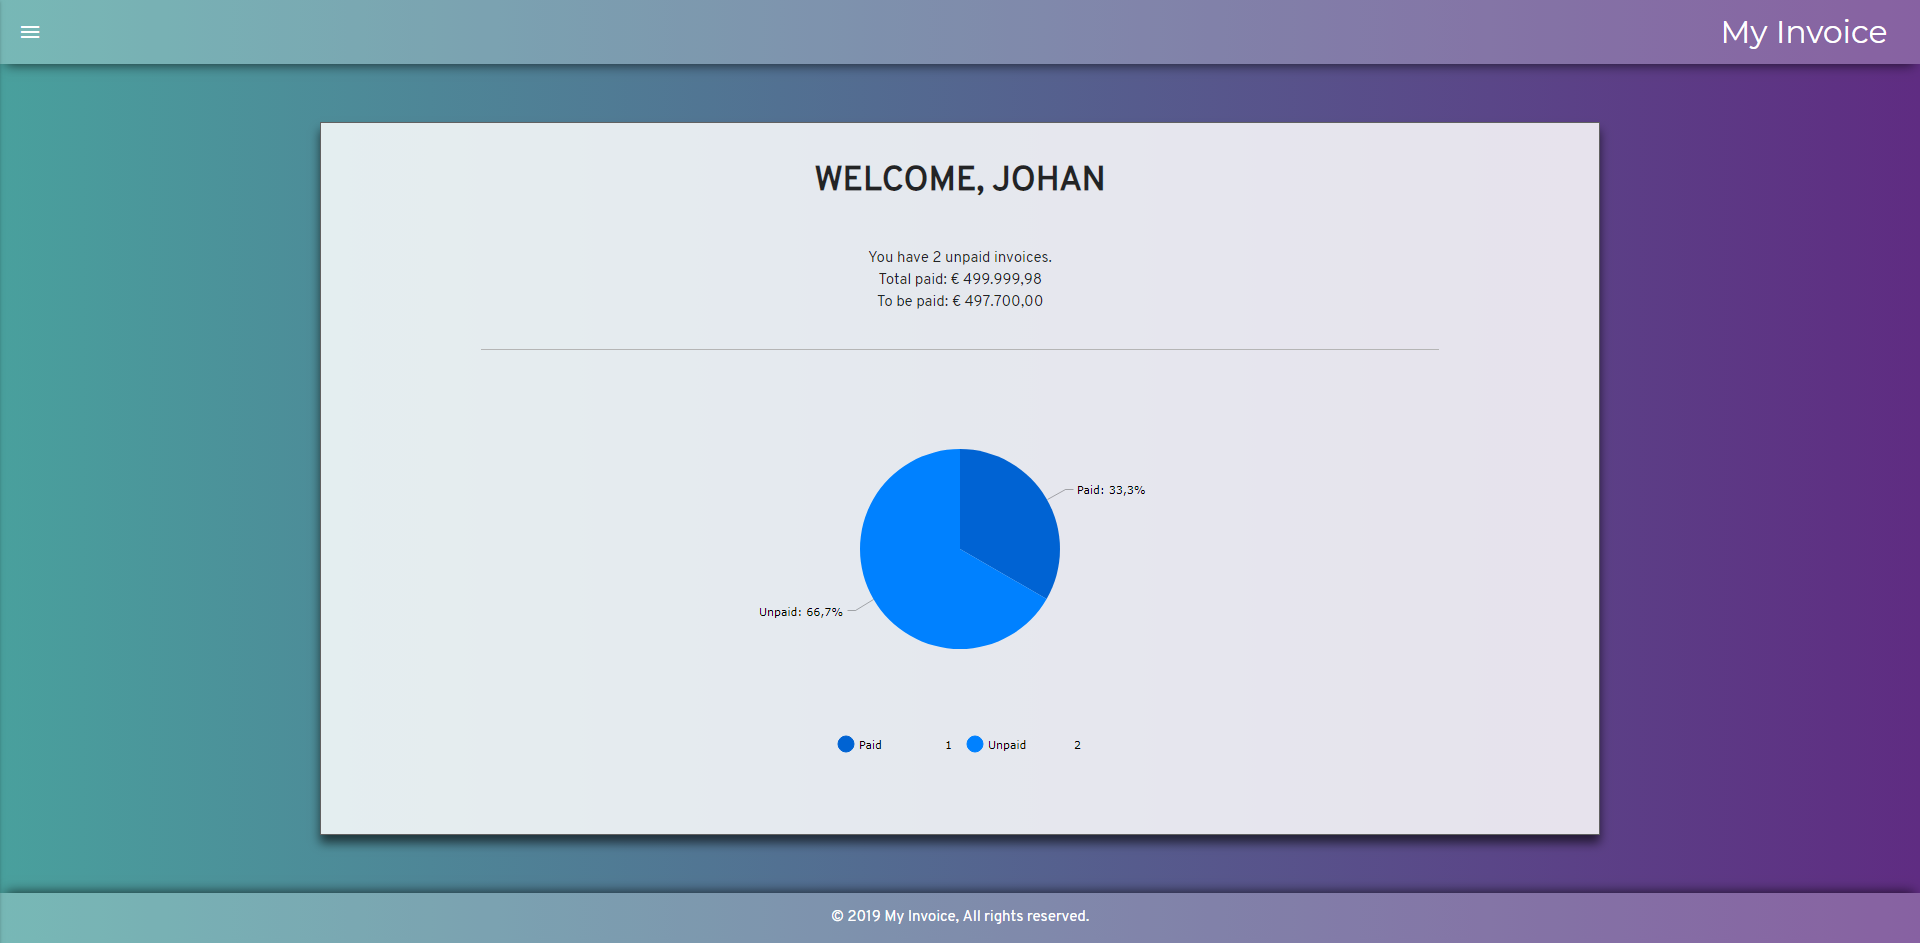 My Invoice
WELCOME, JOHAN
You have 2 unpaid invoices.
Total paid: € 499.999,98
To be paid: € 497.700,00
Paid: 33,3%
Unpaid: 66,7%
Paid 1 Unpaid 2
© 2019 My Invoice, All rights reserved.